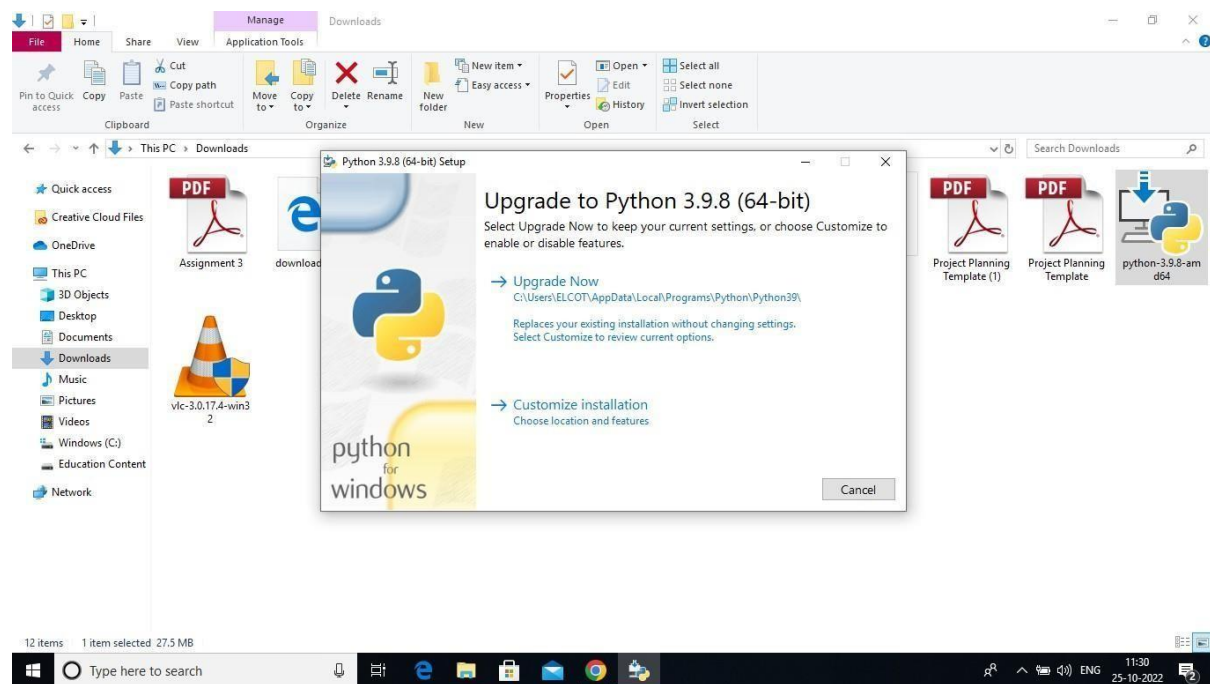 Manage
Downloads
File Home Share View Application Tools
Pin to Quick access
Copy
Paste
Cut
Copy path
Paste shortcut
Clipboard
Move to
Copy to
Delete
Rename
Organize
New folder
New item
Easy access
New
Properties
Open
Edit
History
Open
Select all
Select none
Invert selection
Select
This PC › Downloads
Search Downloads
Quick access
Creative Cloud Files
OneDrive
This PC
3D Objects
Desktop
Documents
Downloads
Music
Pictures
Videos
Windows (C:)
Education Content
Network
PDF
Assignment 3
download
vlc-3.0.17.4-win3
2
Python 3.9.8 (64-bit) Setup
Upgrade to Python 3.9.8 (64-bit)
Select Upgrade Now to keep your current settings, or choose Customize to
enable or disable features.
Upgrade Now
C:\Users\ELCOT\AppData\Local\Programs\Python\Python39\
Replaces your existing installation without changing settings.
Select Customize to review current options.
Customize installation
Choose location and features
python
for
windows
Cancel
PDF
Project Planning
Template (1)
PDF
Project Planning
Template
python-3.9.8-am
d64
12 items 1 item selected 27.5 MB
Type here to search
ENG
11:30
25-10-2022
2